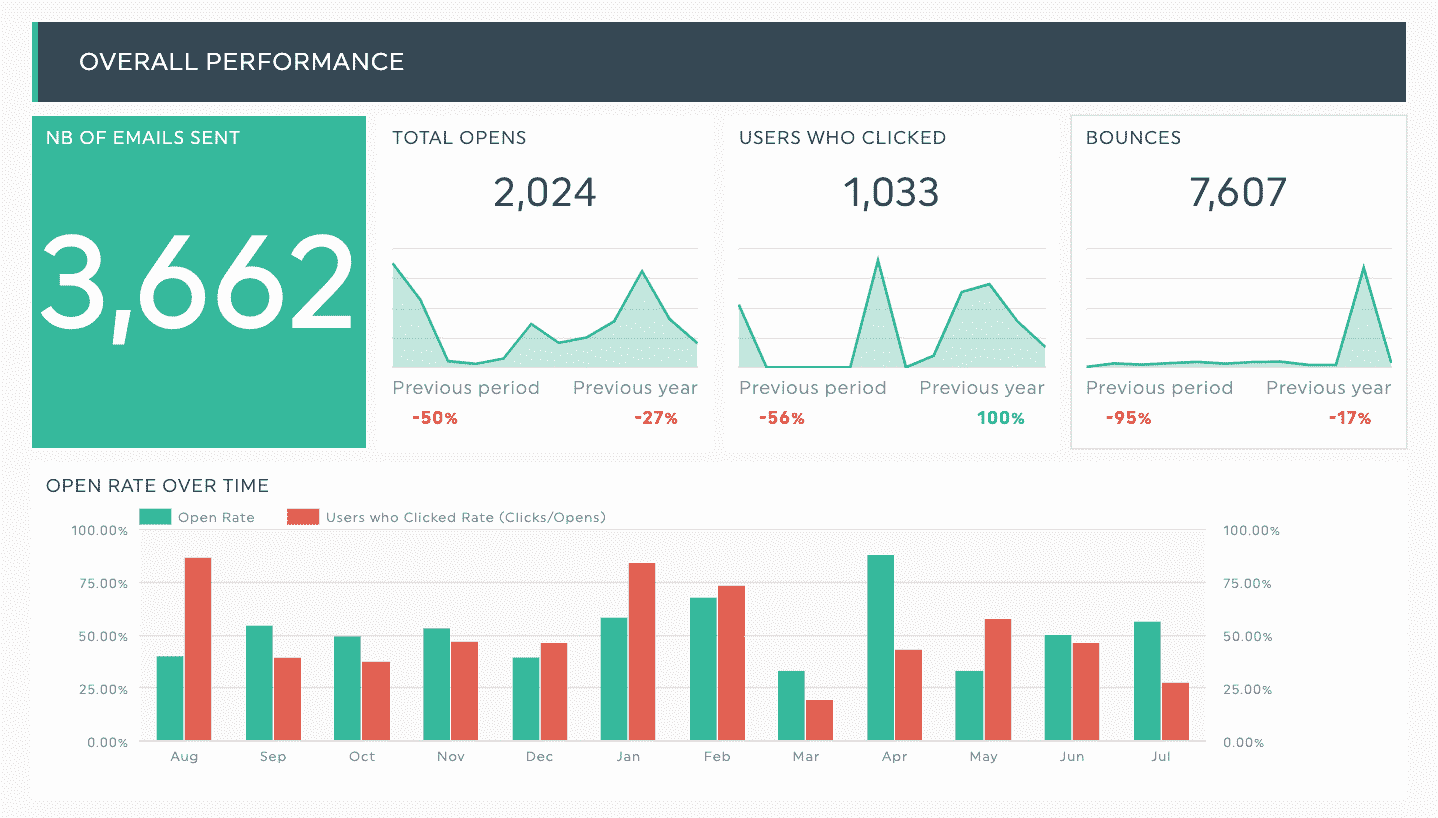 OVERALL PERFORMANCE
NB OF EMAILS SENT
3,662
TOTAL OPENS
2,024
Previous period Previous year
-50% -27%
USERS WHO CLICKED
1,033
Previous period Previous year
-56% 100%
BOUNCES
7,607
Previous period Previous year
-95% -17%
OPEN RATE OVER TIME
Open Rate Users who Clicked Rate (Clicks/Opens)
100.00% 100.00%
75.00% 75.00%
50.00% 50.00%
25.00% 25.00%
0.00% 0.00%
Aug Sep Oct Nov Dec Jan Feb Mar Apr May Jun Jul